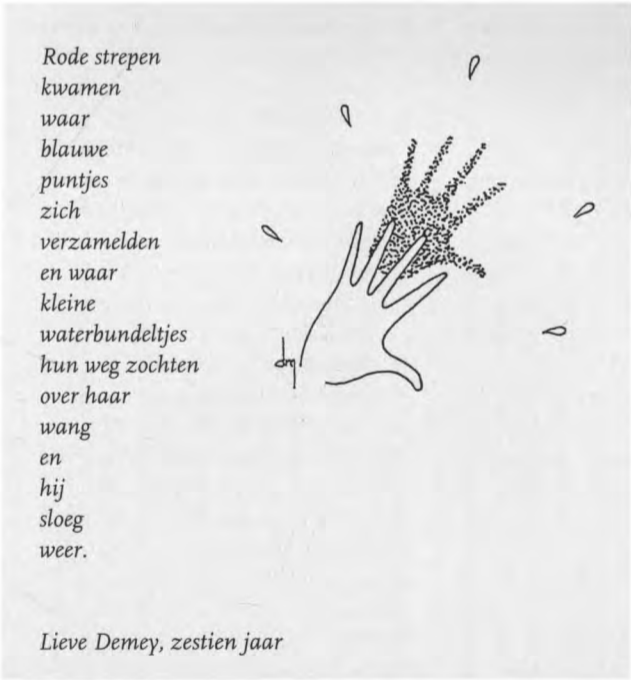 Rode strepen
kwamen
waar
blauwe
puntjes
zich
verzamelden
en waar
kleine
waterbundeltjes
hun weg zochten
over haar
wang
en
hij
sloeg
weer.
Lieve Demey, zestien jaar